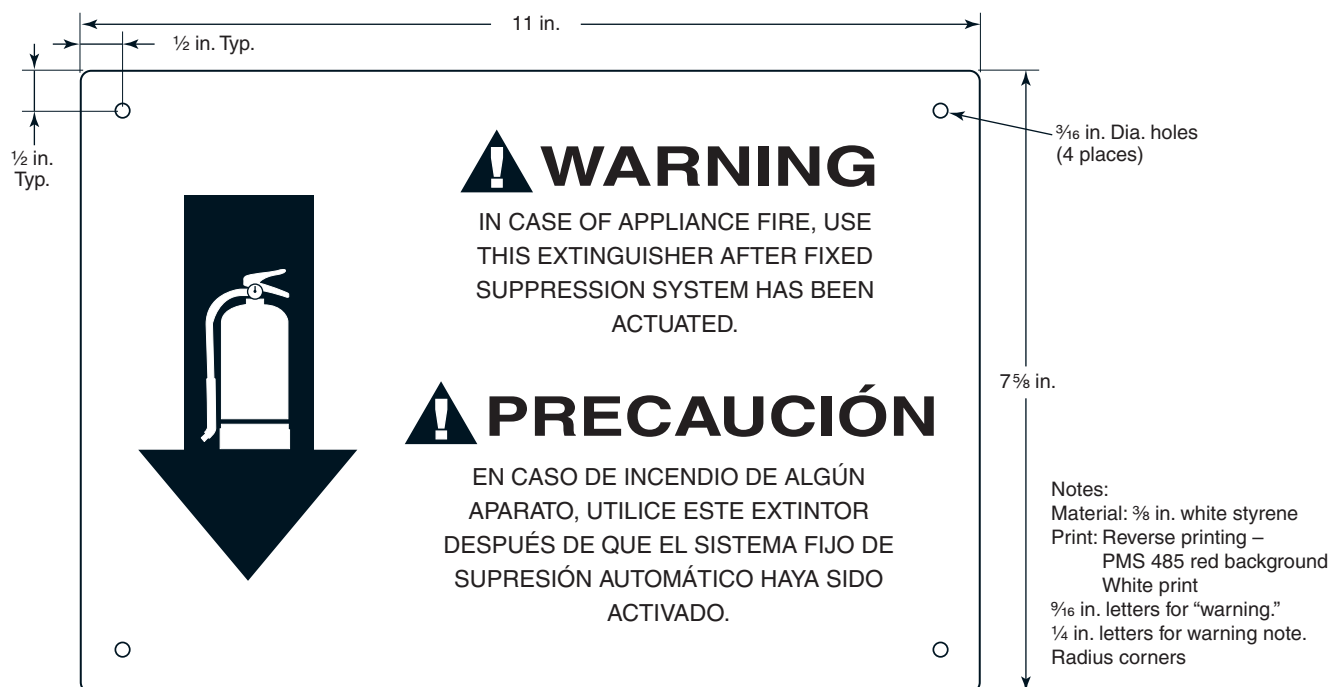 11 in.
½ in. Typ.
½ in.
Typ.
³⁄₁₆ in. Dia. holes
(4 places)
WARNING
IN CASE OF APPLIANCE FIRE, USE
THIS EXTINGUISHER AFTER FIXED
SUPPRESSION SYSTEM HAS BEEN
ACTUATED.
7⅝ in.
PRECAUCIÓN
EN CASO DE INCENDIO DE ALGÚN
APARATO, UTILICE ESTE EXTINTOR
DESPUÉS DE QUE EL SISTEMA FIJO DE
SUPRESIÓN AUTOMÁTICO HAYA SIDO
ACTIVADO.
Notes:
Material: ⅜ in. white styrene
Print: Reverse printing –
PMS 485 red background
White print
⁹⁄₁₆ in. letters for “warning.”
¼ in. letters for warning note.
Radius corners